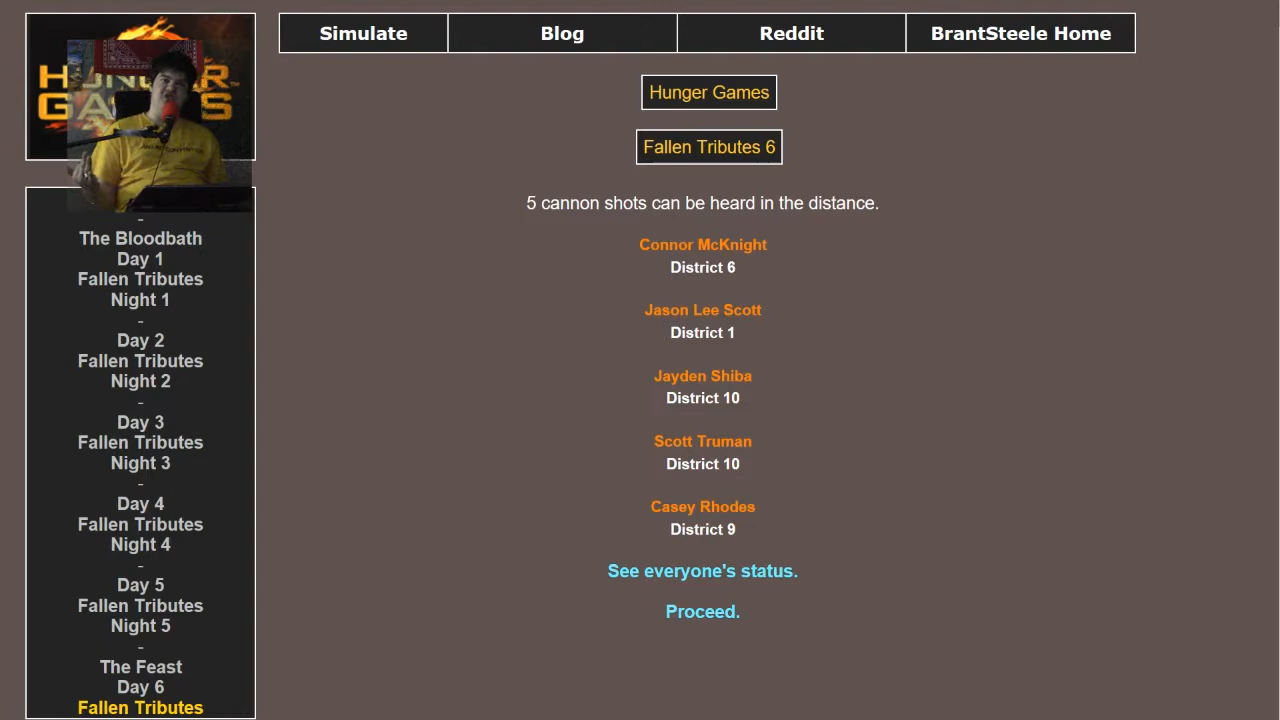 Simulate
Blog
Reddit
BrantSteele Home
HUNGER
GAMES
Hunger Games
Fallen Tributes 6
5 cannon shots can be heard in the distance.
Connor McKnight
District 6
Jason Lee Scott
District 1
Jayden Shiba
District 10
Scott Truman
District 10
Casey Rhodes
District 9
See everyone's status.
Proceed.
-
The Bloodbath
Day 1
Fallen Tributes
Night 1
-
Day 2
Fallen Tributes
Night 2
-
Day 3
Fallen Tributes
Night 3
-
Day 4
Fallen Tributes
Night 4
-
Day 5
Fallen Tributes
Night 5
-
The Feast
Day 6
Fallen Tributes